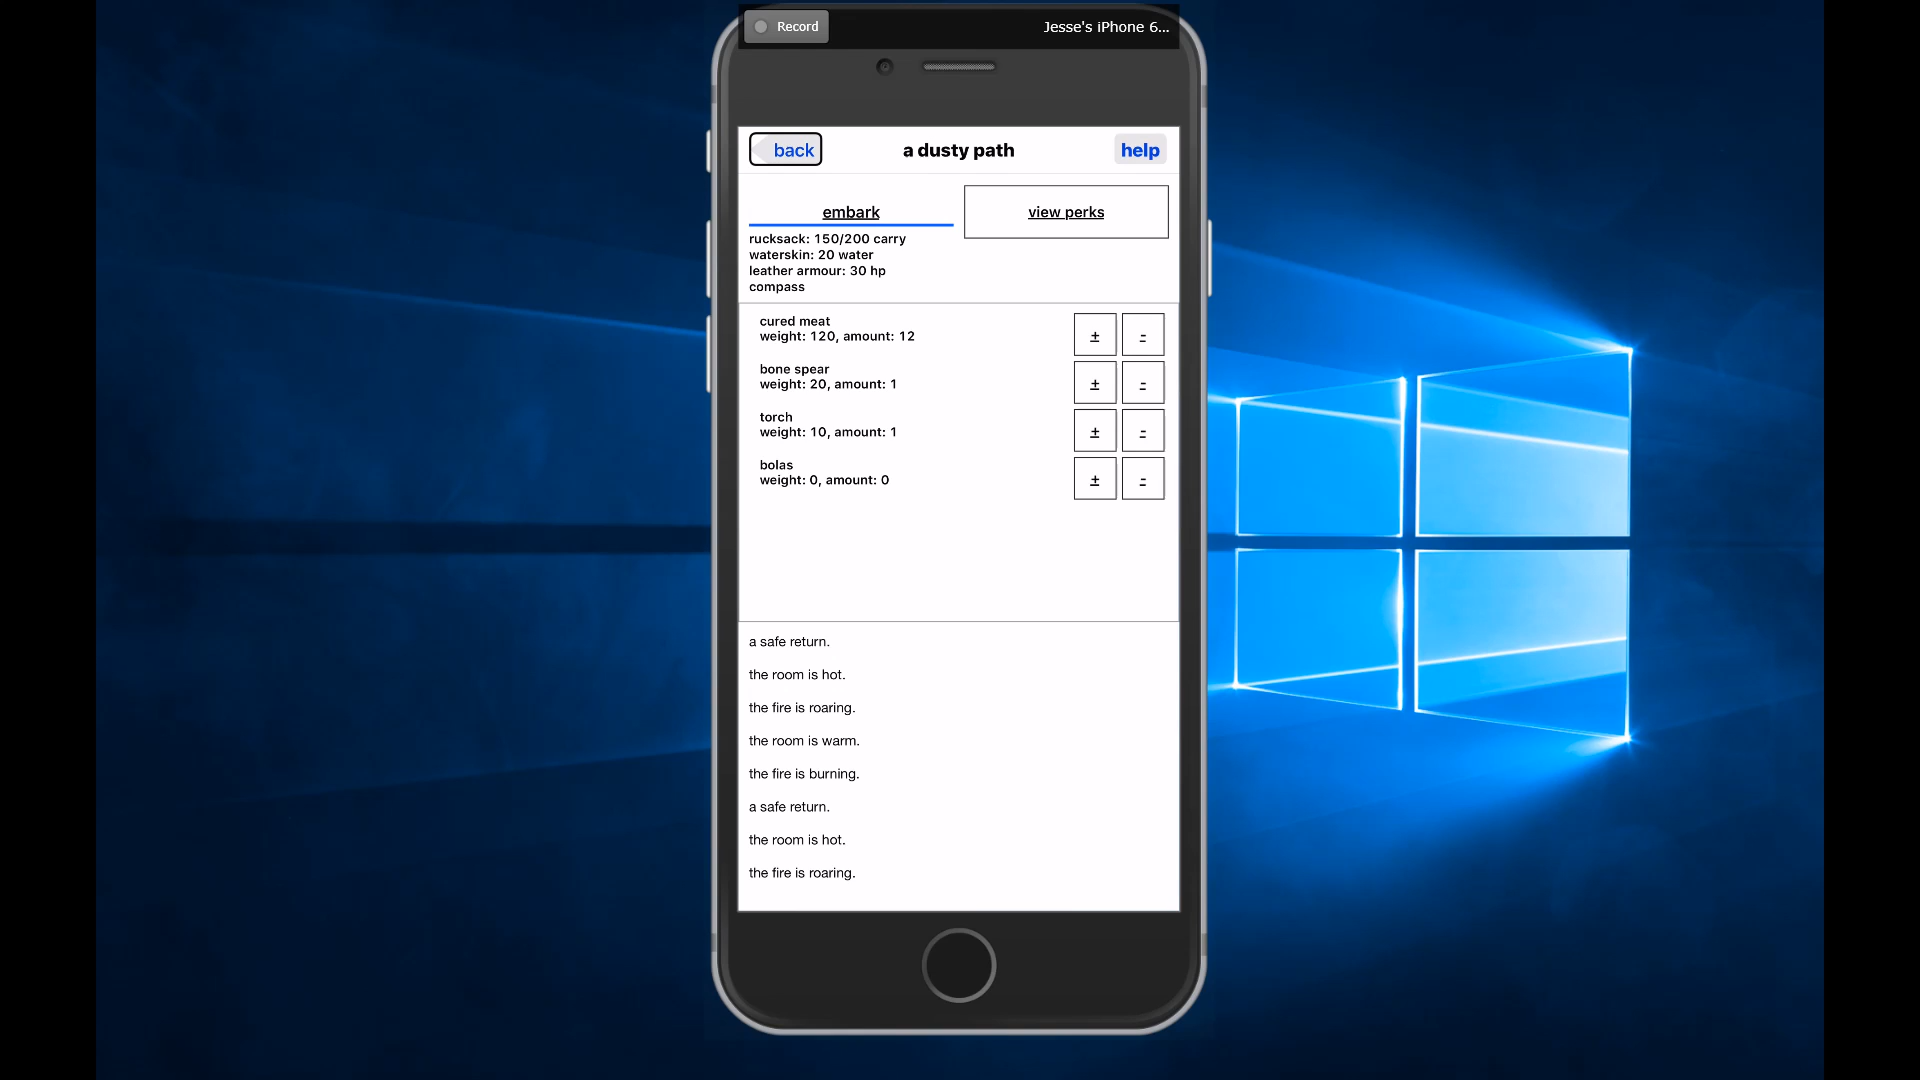 Record
Jesse's iPhone 6...
back
a dusty path
help
embark
view perks
rucksack: 150/200 carry
waterskin: 20 water
leather armour: 30 hp
compass
cured meat
weight: 120, amount: 12
+ -
bone spear
weight: 20, amount: 1
+ -
torch
weight: 10, amount: 1
+ -
bolas
weight: 0, amount: 0
+ -
a safe return.
the room is hot.
the fire is roaring.
the room is warm.
the fire is burning.
a safe return.
the room is hot.
the fire is roaring.